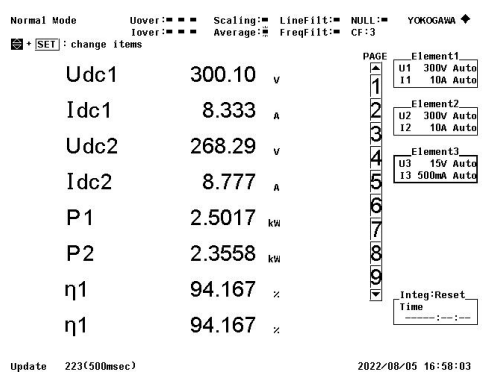 Normal Mode Uover:= = = Scaling:= LineFilt:= NULL:= YOKOGAWA ◆
Iover:= = = Average:= FreqFilt:= CF:3
+ SET : change items
PAGE
Element1
U1 300V Auto
I1 10A Auto
Element2
U2 300V Auto
I2 10A Auto
Element3
U3 15V Auto
I3 500mA Auto
Udc1 300.10 V
Idc1 8.333 A
Udc2 268.29 V
Idc2 8.777 A
P1 2.5017 kW
P2 2.3558 kW
η1 94.167 %
η1 94.167 %
1
2
3
4
5
6
7
8
9
Integ:Reset
Time
-----:--:--
Update 223(500msec) 2022/08/05 16:58:03